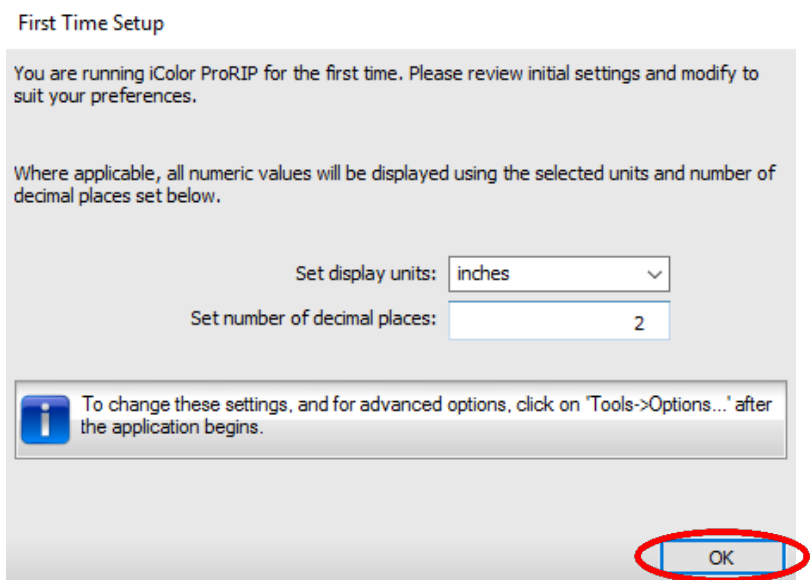 First Time Setup
You are running iColor ProRIP for the first time. Please review initial settings and modify to
suit your preferences.
Where applicable, all numeric values will be displayed using the selected units and number of
decimal places set below.
Set display units: inches
Set number of decimal places: 2
To change these settings, and for advanced options, click on 'Tools->Options...' after
the application begins.
OK